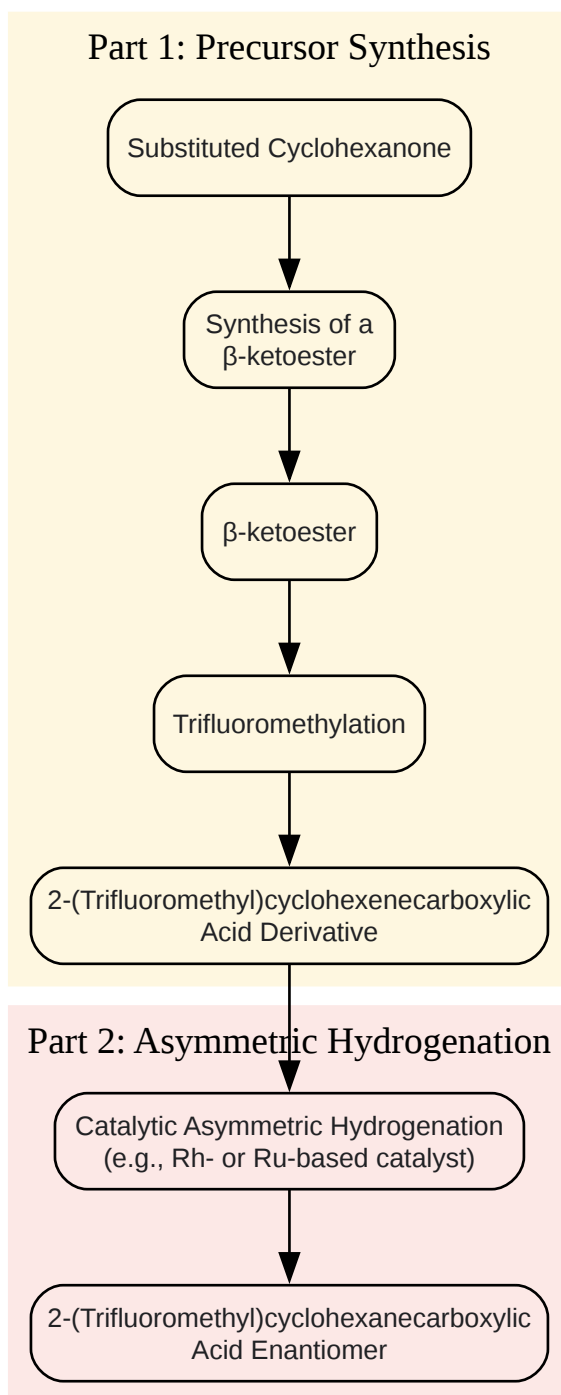 Part 1: Precursor Synthesis
Substituted Cyclohexanone
Synthesis of a
β-ketoester
β-ketoester
Trifluoromethylation
2-(Trifluoromethyl)cyclohexenecarboxylic
Acid Derivative
Part 2: Asymmetric Hydrogenation
Catalytic Asymmetric Hydrogenation
(e.g., Rh- or Ru-based catalyst)
2-(Trifluoromethyl)cyclohexanecarboxylic
Acid Enantiomer